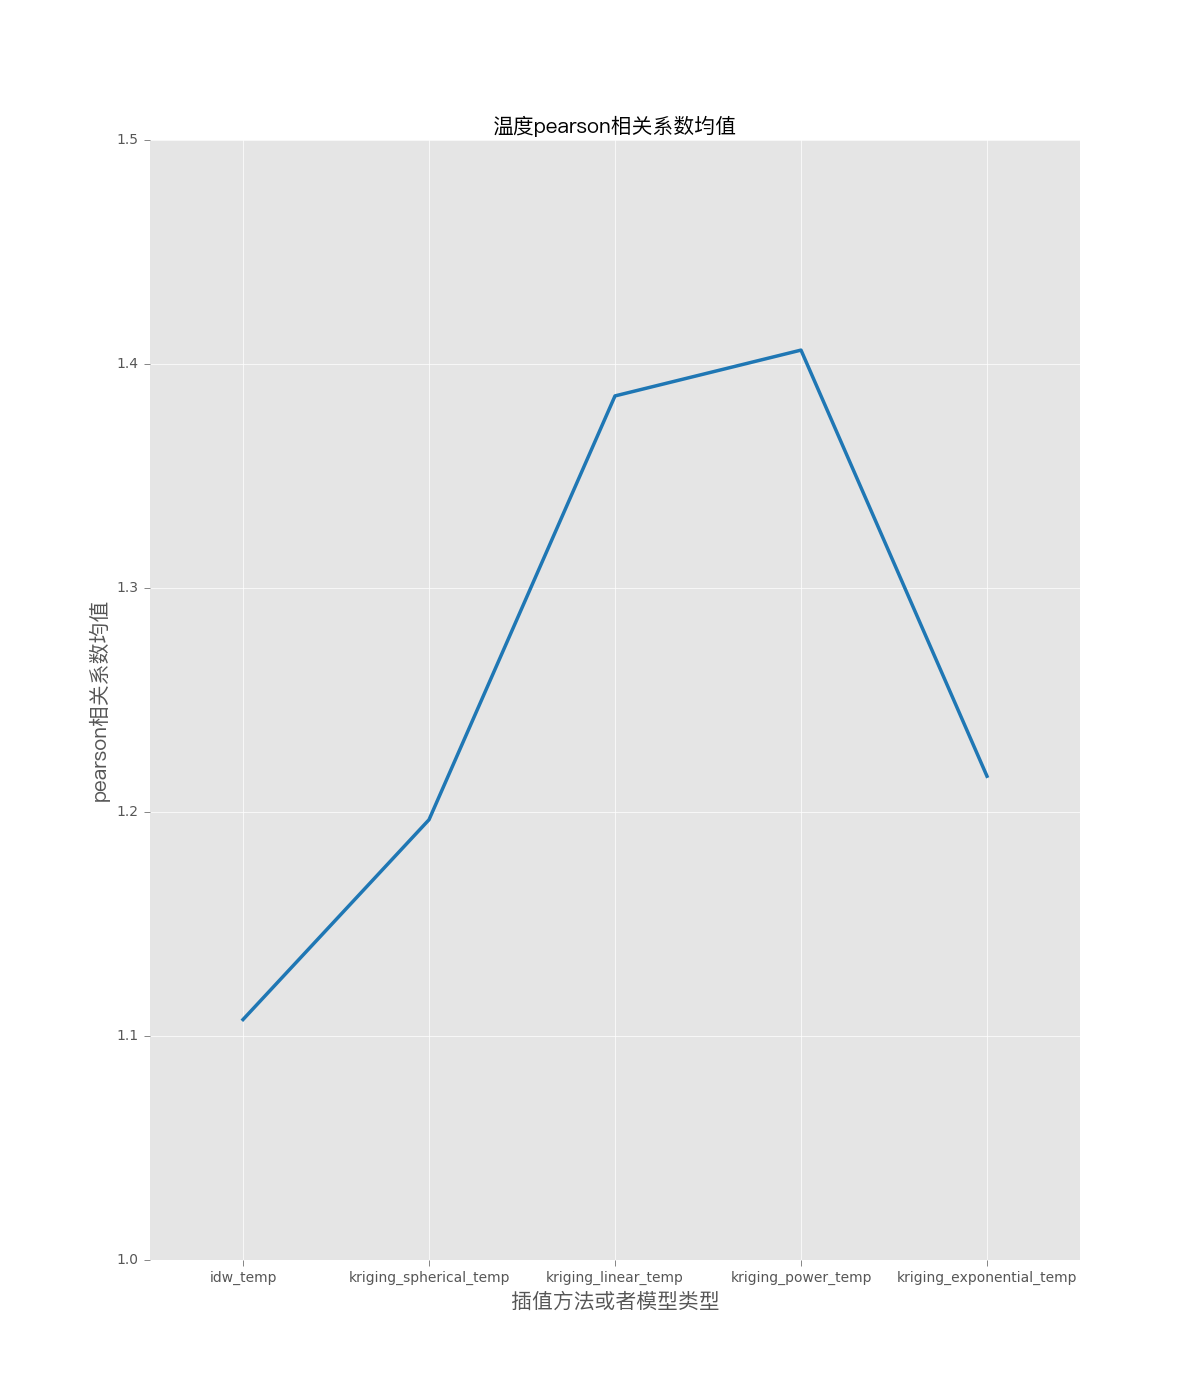 温度pearson相关系数均值
1.5
1.4
1.3
1.2
1.1
1.0
pearson相关系数均值
idw_temp
kriging_spherical_temp
kriging_linear_temp
kriging_power_temp
kriging_exponential_temp
插值方法或者模型类型